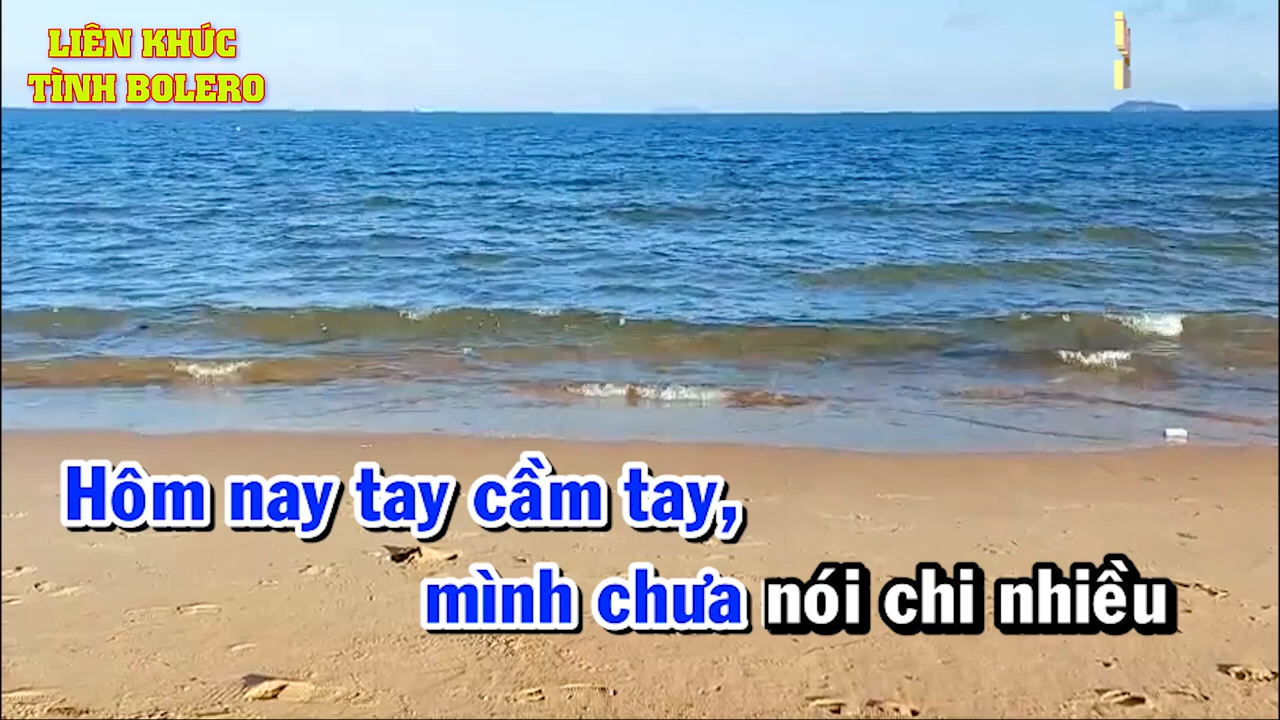 LIÊN KHÚC
TÌNH BOLERO
Hôm nay tay cầm tay,
mình chưa nói chi nhiều